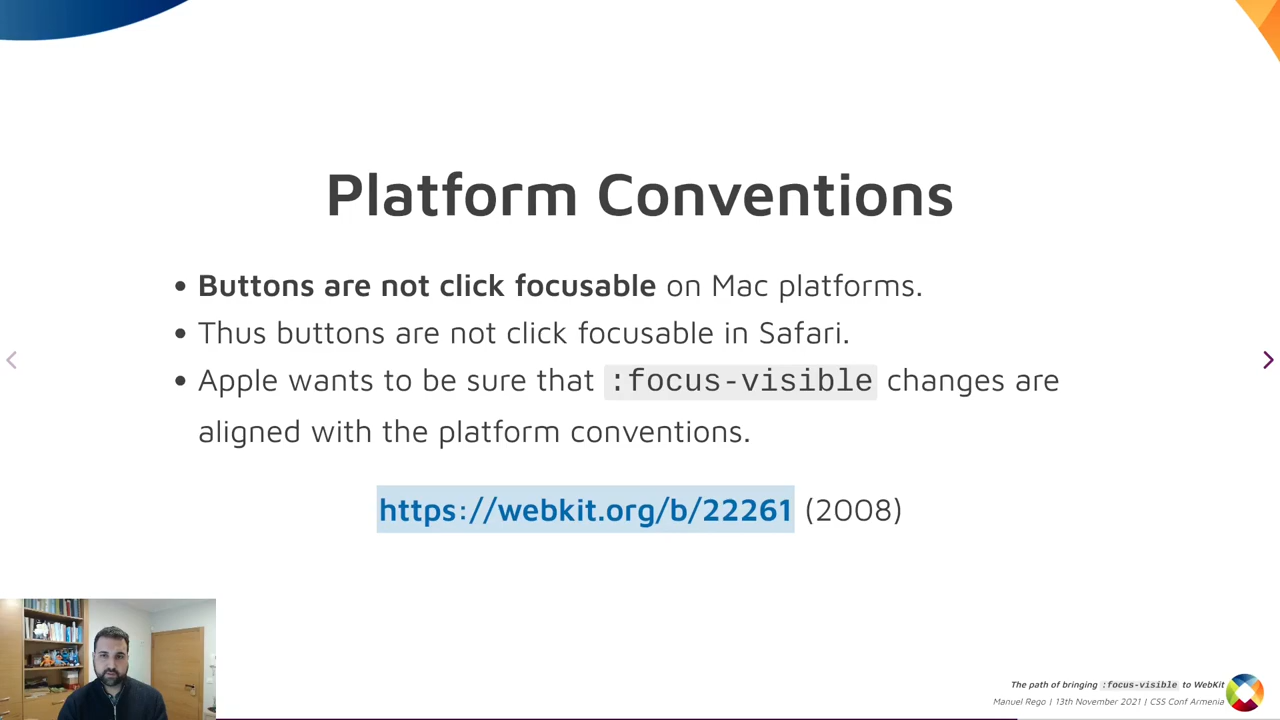 Platform Conventions
• Buttons are not click focusable on Mac platforms.
• Thus buttons are not click focusable in Safari.
• Apple wants to be sure that :focus-visible changes are
aligned with the platform conventions.
https://webkit.org/b/22261 (2008)
The path of bringing :focus-visible to WebKit
Manuel Rego | 13th November 2021 | CSS Conf Armenia